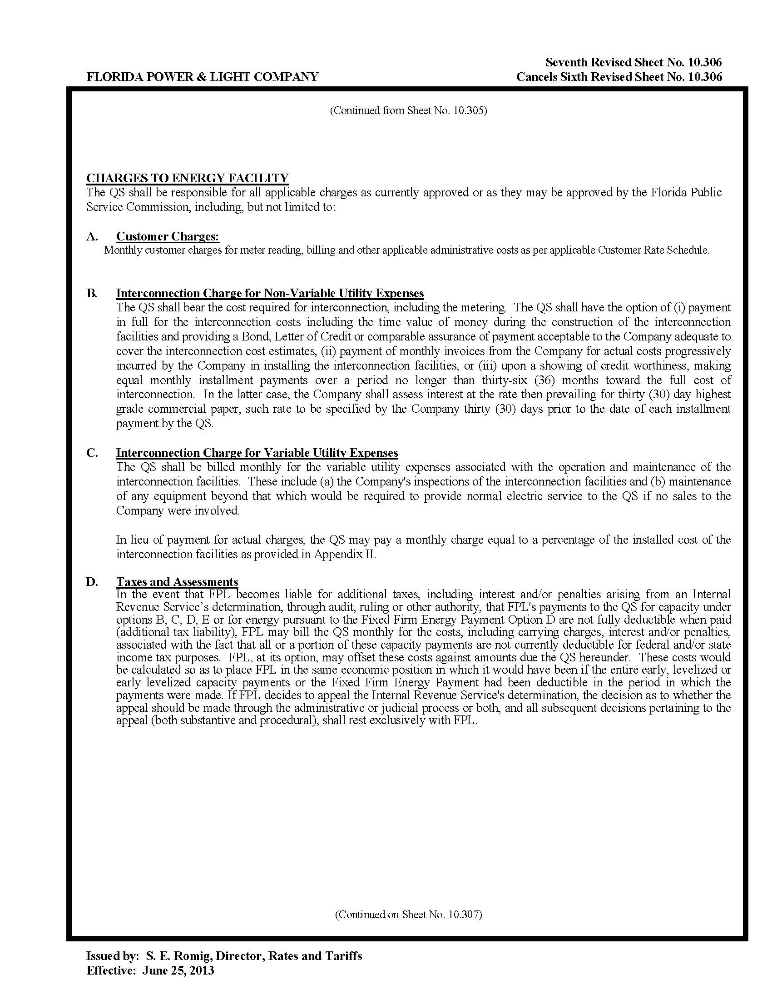 Seventh Revised Sheet No. 10.306
FLORIDA POWER & LIGHT COMPANY Cancels Sixth Revised Sheet No. 10.306
(Continued from Sheet No. 10.305)
CHARGES TO ENERGY FACILITY
The QS shall be responsible for all applicable charges as currently approved or as they may be approved by the Florida Public
Service Commission, including, but not limited to:
A. Customer Charges:
Monthly customer charges for meter reading, billing and other applicable administrative costs as per applicable Customer Rate Schedule.
B. Interconnection Charge for Non-Variable Utility Expenses
The QS shall bear the cost required for interconnection, including the metering. The QS shall have the option of (i) payment
in full for the interconnection costs including the time value of money during the construction of the interconnection
facilities and providing a Bond, Letter of Credit or comparable assurance of payment acceptable to the Company adequate to
cover the interconnection cost estimates, (ii) payment of monthly invoices from the Company for actual costs progressively
incurred by the Company in installing the interconnection facilities, or (iii) upon a showing of credit worthiness, making
equal monthly installment payments over a period no longer than thirty-six (36) months toward the full cost of
interconnection. In the latter case, the Company shall assess interest at the rate then prevailing for thirty (30) day highest
grade commercial paper, such rate to be specified by the Company thirty (30) days prior to the date of each installment
payment by the QS.
C. Interconnection Charge for Variable Utility Expenses
The QS shall be billed monthly for the variable utility expenses associated with the operation and maintenance of the
interconnection facilities. These include (a) the Company's inspections of the interconnection facilities and (b) maintenance
of any equipment beyond that which would be required to provide normal electric service to the QS if no sales to the
Company were involved.
In lieu of payment for actual charges, the QS may pay a monthly charge equal to a percentage of the installed cost of the
interconnection facilities as provided in Appendix II.
D. Taxes and Assessments
In the event that FPL becomes liable for additional taxes, including interest and/or penalties arising from an Internal
Revenue Service’s determination, through audit, ruling or other authority, that FPL's payments to the QS for capacity under
options B, C, D, E or for energy pursuant to the Fixed Firm Energy Payment Option D are not fully deductible when paid
(additional tax liability), FPL may bill the QS monthly for the costs, including carrying charges, interest and/or penalties,
associated with the fact that all or a portion of these capacity payments are not currently deductible for federal and/or state
income tax purposes. FPL, at its option, may offset these costs against amounts due the QS hereunder. These costs would
be calculated so as to place FPL in the same economic position in which it would have been if the entire early, levelized or
early levelized capacity payments or the Fixed Firm Energy Payment had been deductible in the period in which the
payments were made. If FPL decides to appeal the Internal Revenue Service's determination, the decision as to whether the
appeal should be made through the administrative or judicial process or both, and all subsequent decisions pertaining to the
appeal (both substantive and procedural), shall rest exclusively with FPL.
(Continued on Sheet No. 10.307)
Issued by: S. E. Romig, Director, Rates and Tariffs
Effective: June 25, 2013